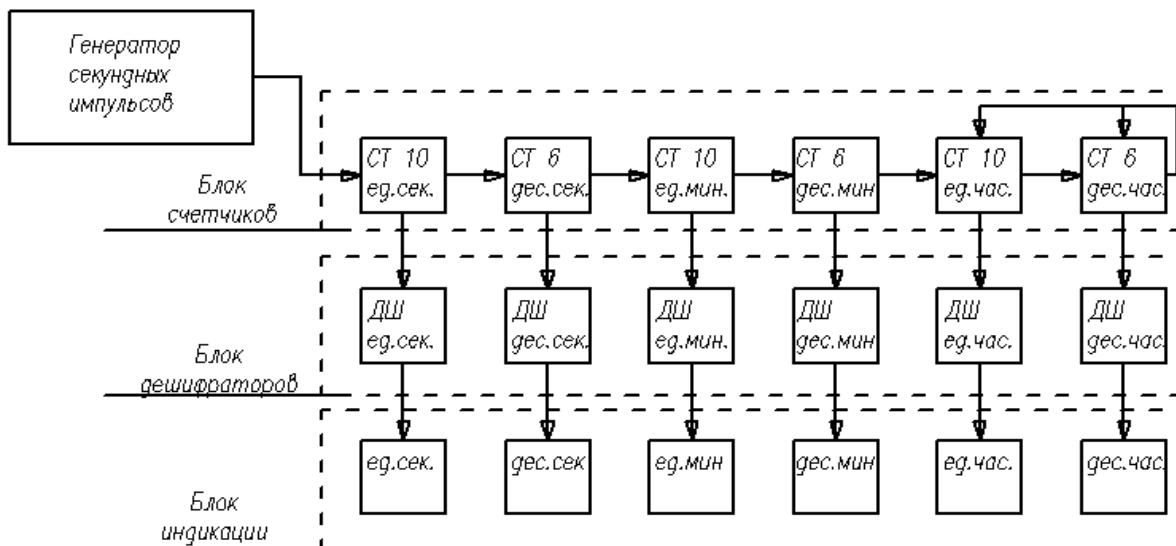 Генератор
секундных
импульсов
СТ 10
ед.сек.
СТ 6
дес.сек.
СТ 10
ед.мин.
СТ 6
дес.мин
СТ 10
ед.час.
СТ 6
дес.час.
Блок
счетчиков
ДШ
ед.сек.
ДШ
дес.сек.
ДШ
ед.мин.
ДШ
дес.мин
ДШ
ед.час.
ДШ
дес.час.
Блок
дешифраторов
ед.сек.
дес.сек
ед.мин
дес.мин
ед.час.
дес.час.
Блок
индикации